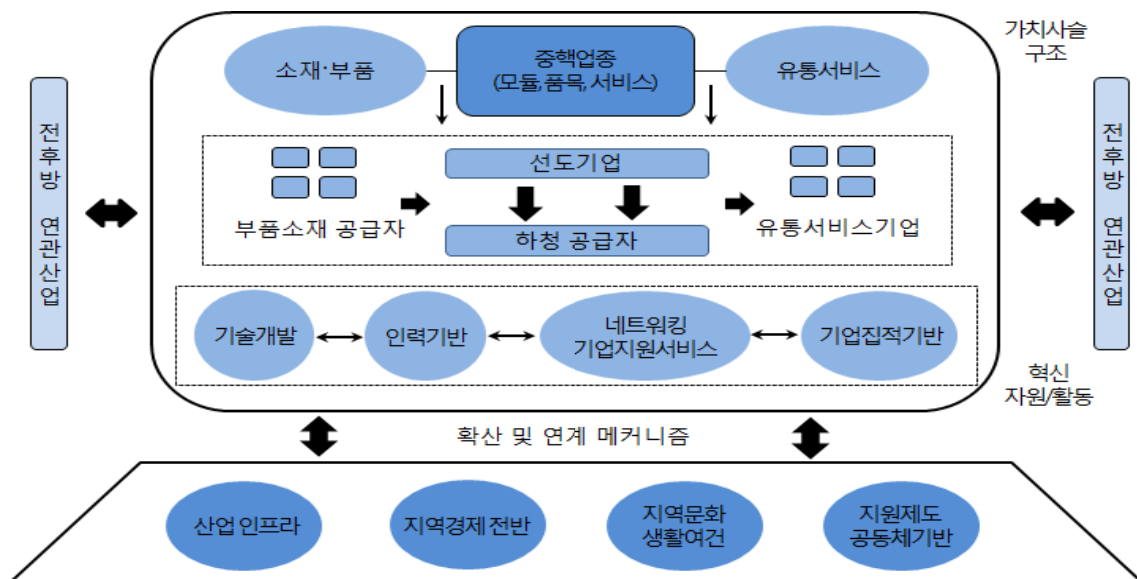 가치사슬
구조
소재·부품
중핵업종
(모듈, 품목, 서비스)
유통서비스
전후방 연관산업
선도기업
부품소재 공급자
하청 공급자
유통서비스기업
전후방 연관산업
기술개발
인력기반
네트워킹
기업지원서비스
기업집적기반
혁신
자원/활동
확산 및 연계 메커니즘
산업 인프라
지역경제 전반
지역문화
생활여건
지원제도
공동체기반